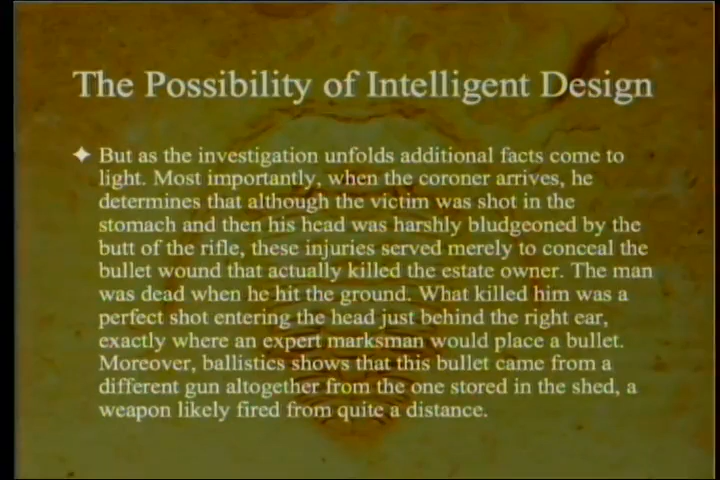 The Possibility of Intelligent Design
But as the investigation unfolds additional facts come to
light. Most importantly, when the coroner arrives, he
determines that although the victim was shot in the
stomach and then his head was harshly bludgeoned by the
butt of the rifle, these injuries served merely to conceal the
bullet wound that actually killed the estate owner. The man
was dead when he hit the ground. What killed him was a
perfect shot entering the head just behind the right ear,
exactly where an expert marksman would place a bullet.
Moreover, ballistics shows that this bullet came from a
different gun altogether from the one stored in the shed, a
weapon likely fired from quite a distance.